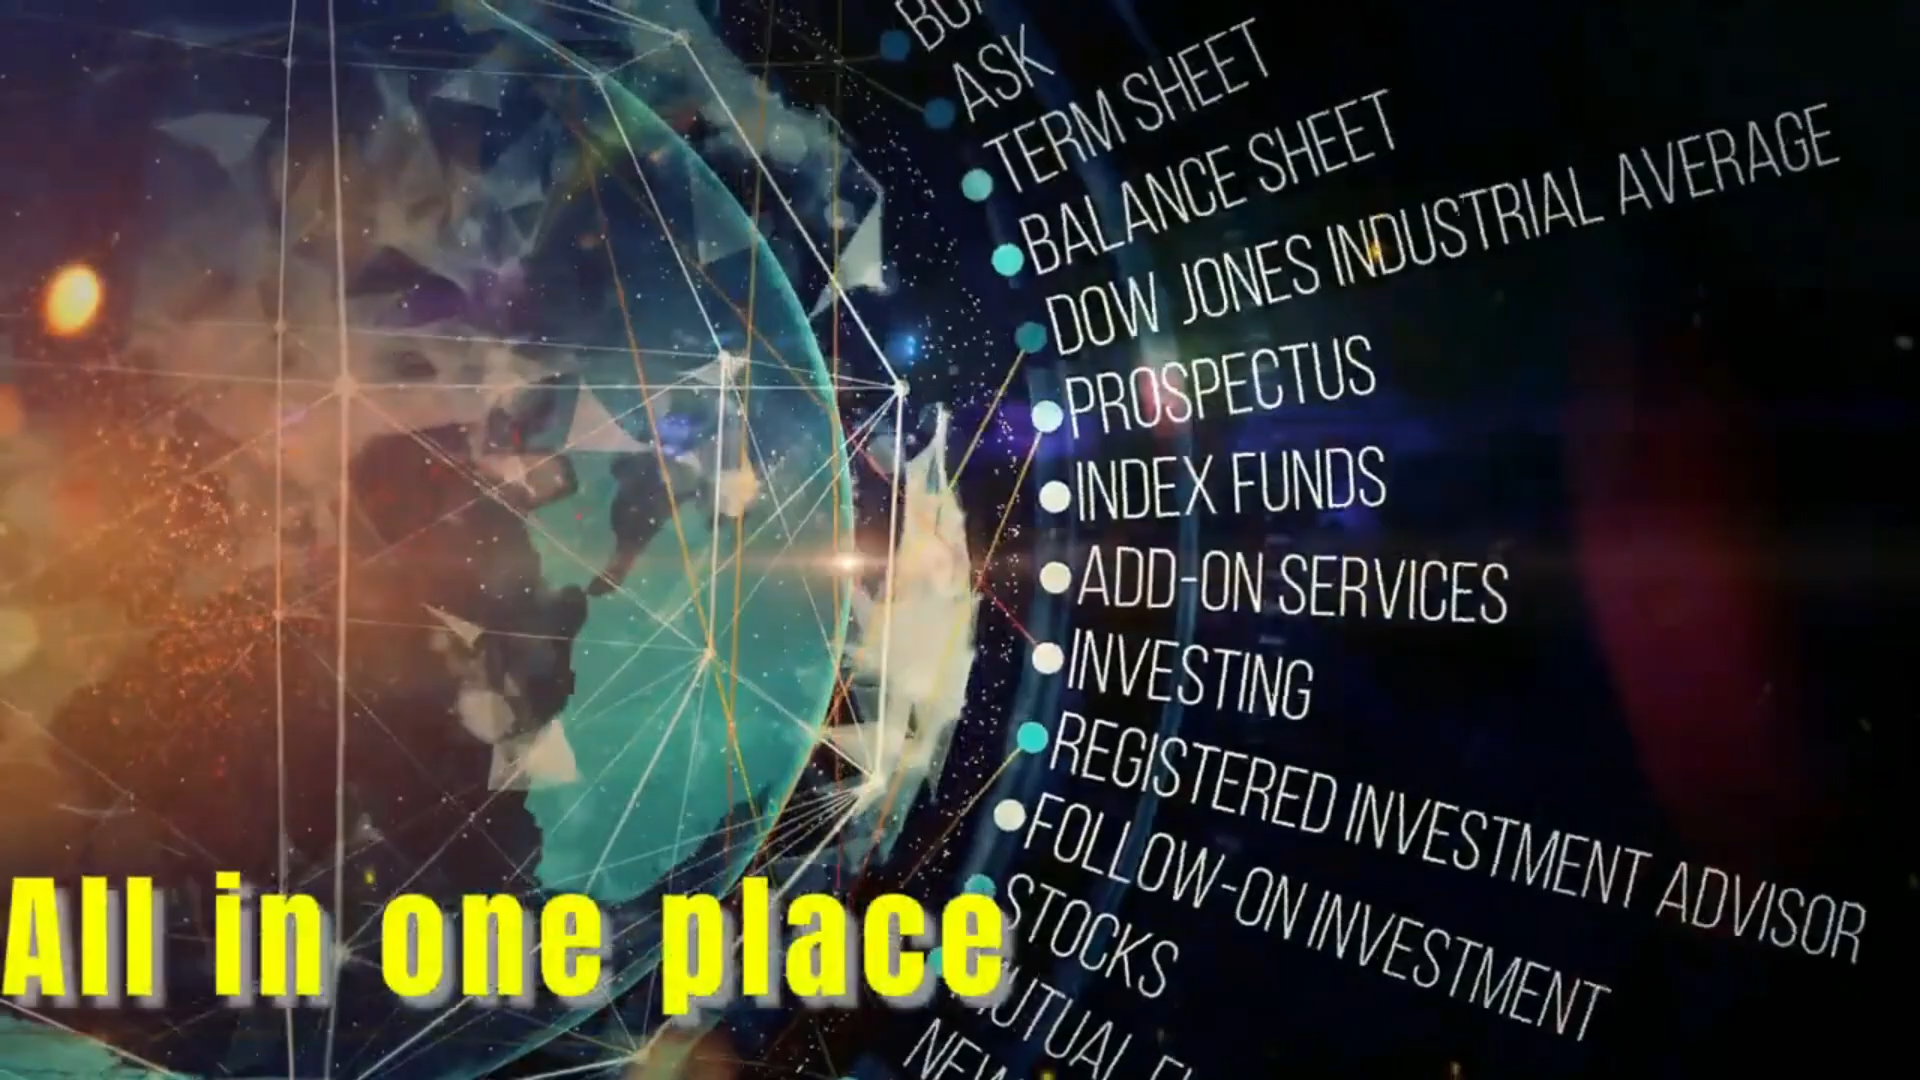 ASK
TERM SHEET
BALANCE SHEET
DOW JONES INDUSTRIAL AVERAGE
PROSPECTUS
INDEX FUNDS
ADD-ON SERVICES
INVESTING
REGISTERED INVESTMENT ADVISOR
FOLLOW-ON INVESTMENT
STOCKS
All in one place